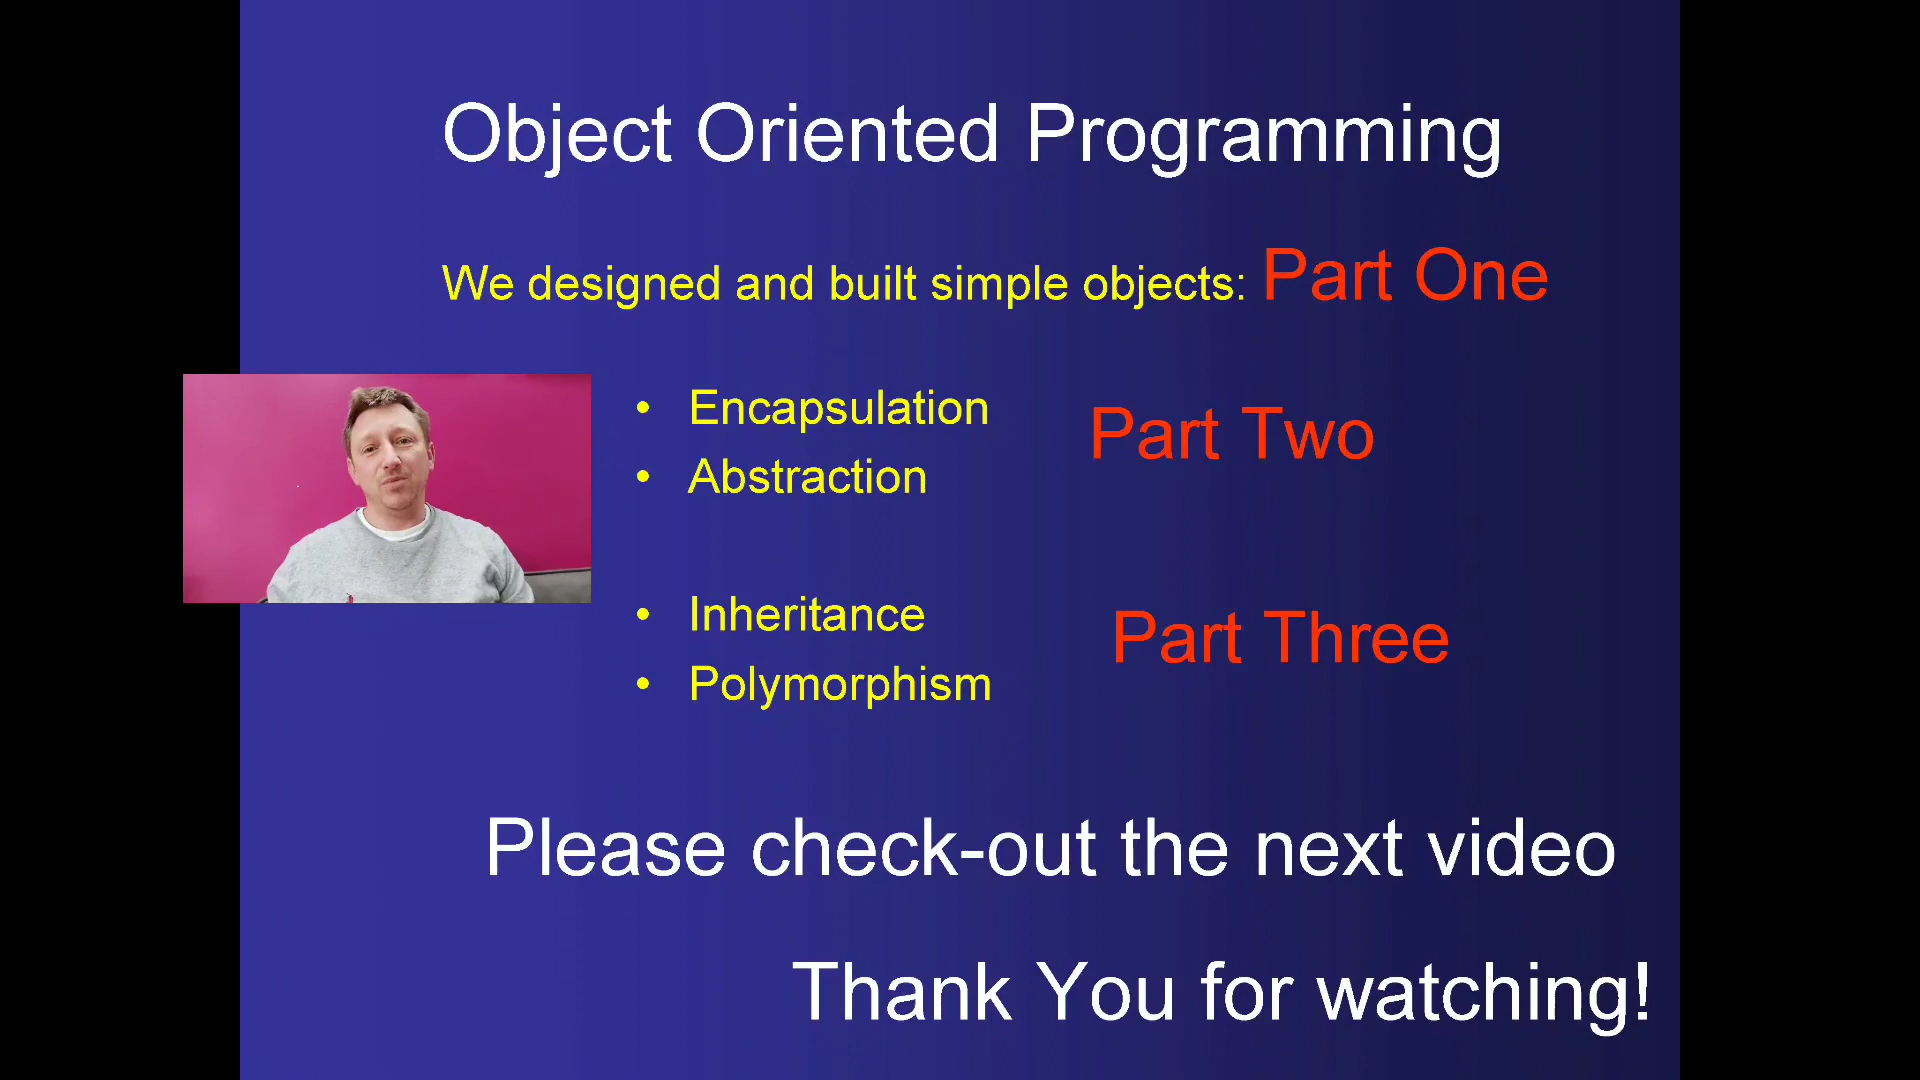 Object Oriented Programming
We designed and built simple objects: Part One
• Encapsulation
• Abstraction
Part Two
• Inheritance
• Polymorphism
Part Three
Please check-out the next video
Thank You for watching!